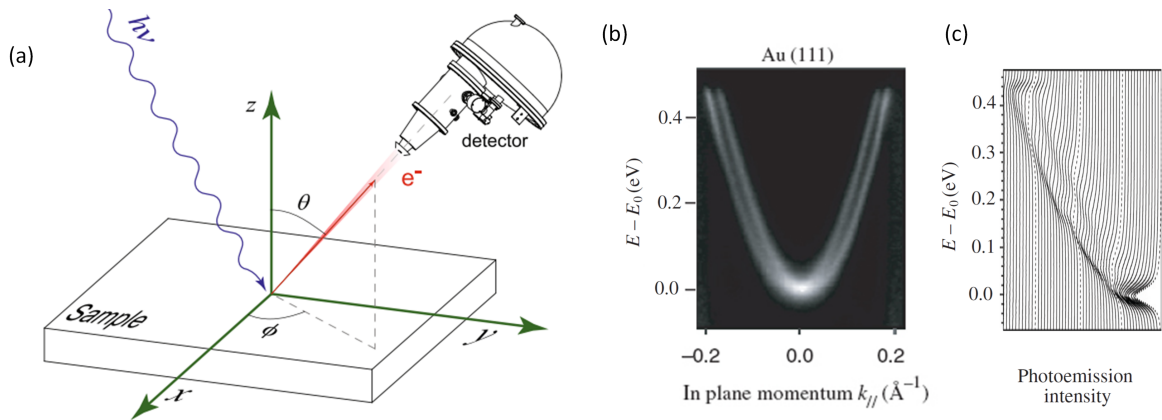 (a)
hν
z
detector
e⁻
θ
Sample
ϕ
x
y
(b)
Au (111)
E − E₀ (eV)
0.4
0.2
0.0
−0.2
0.0
0.2
In plane momentum k// (Å⁻¹)
(c)
E − E₀ (eV)
0.4
0.3
0.2
0.1
0.0
Photoemission
intensity